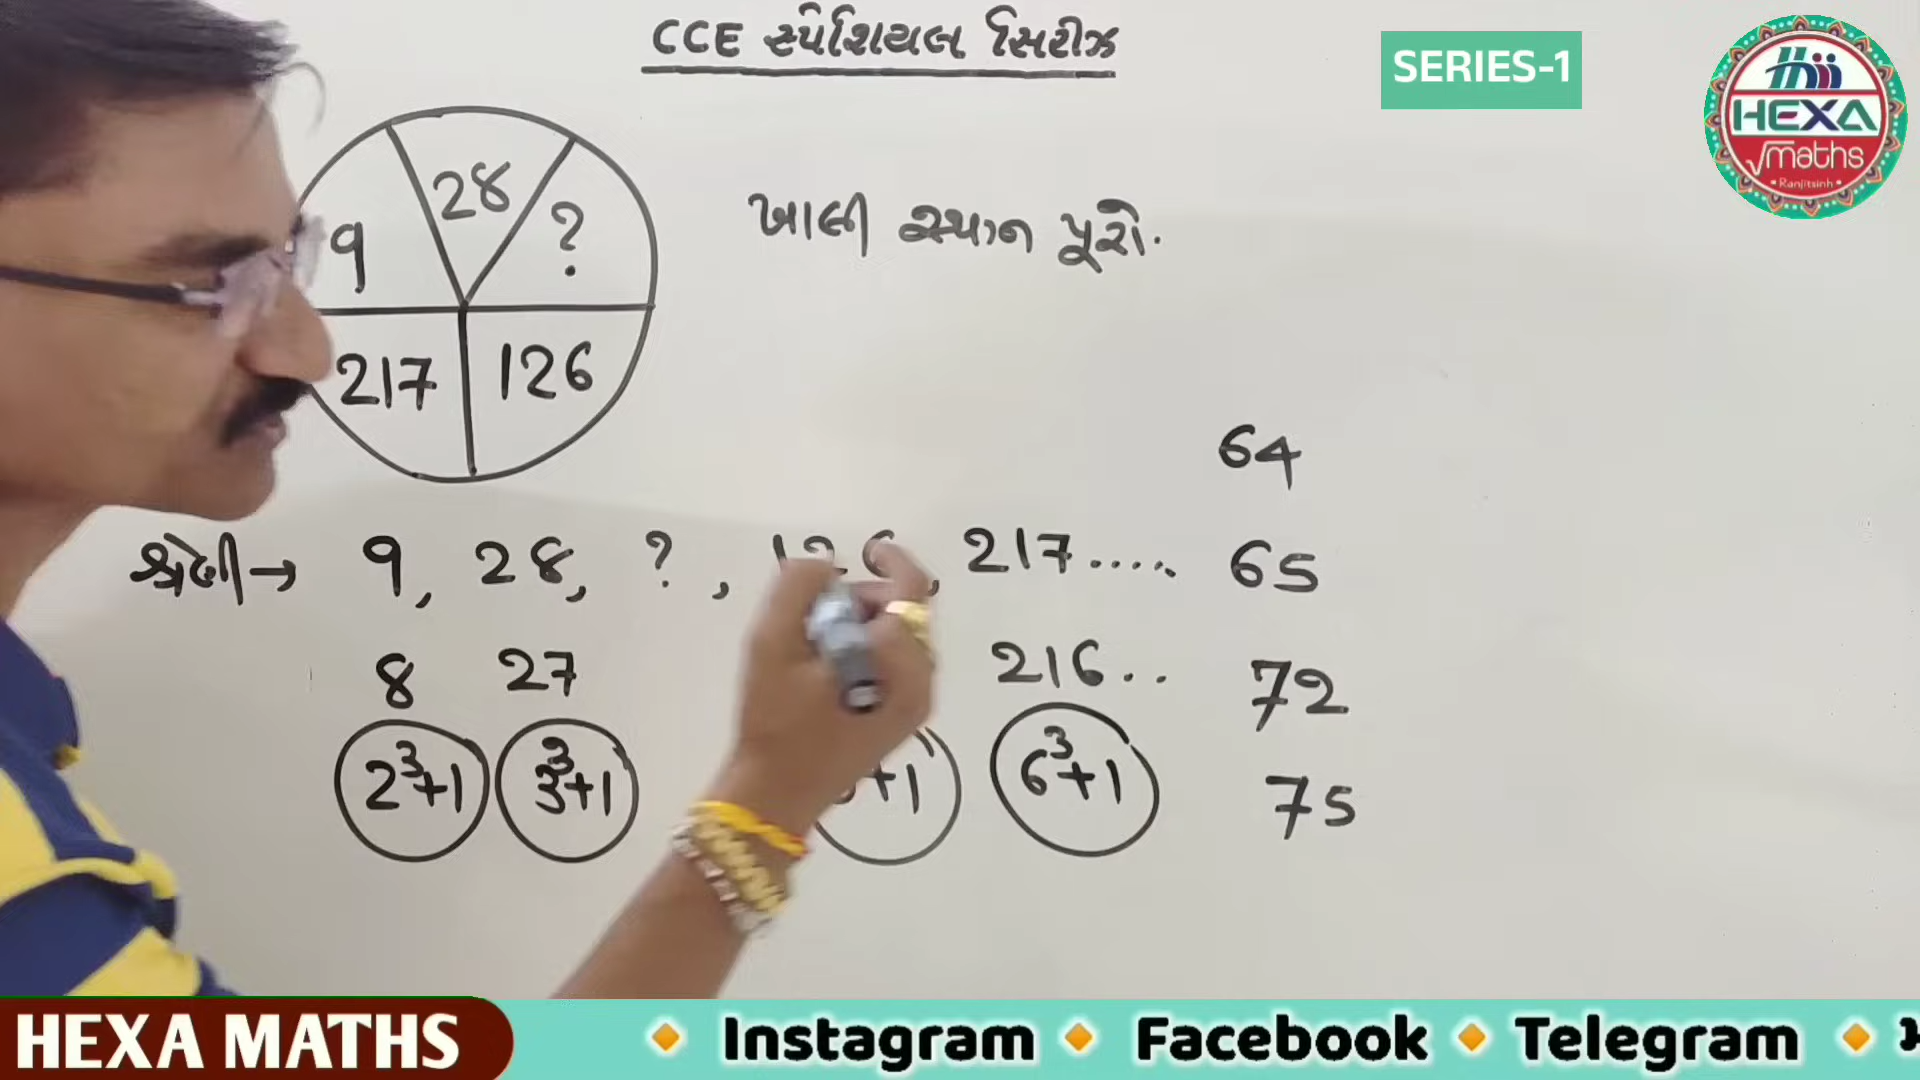 CCE સ્પેશિયલ સિરીઝ
SERIES-1
HEXA
√maths
Ranjitsinh
28
9
?
ખાલી સ્થાન પૂરો.
217
126
64
શ્રેણી → 9, 28, ?, 126, 217..... 65
8 27 216.. 72
2³+1 3³+1 +1 6³+1 75
HEXA MATHS
Instagram Facebook Telegram